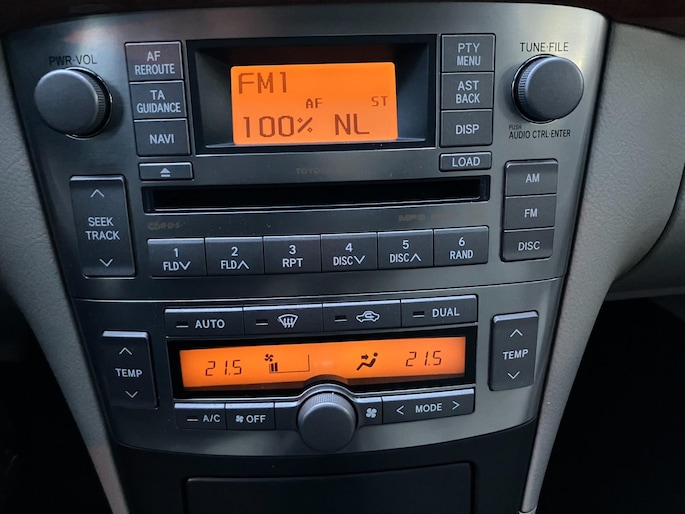 PWR·VOL
AF
REROUTE
TA
GUIDANCE
NAVI
FM1
AF ST
100% NL
PTY
MENU
AST
BACK
DISP
TUNE·FILE
PUSH
AUDIO CTRL·ENTER
LOAD
TOYOTA
SEEK
TRACK
AM
FM
DISC
1
FLD
2
FLD
3
RPT
4
DISC
5
DISC
6
RAND
AUTO
DUAL
TEMP
21.5
21.5
TEMP
A/C
OFF
MODE